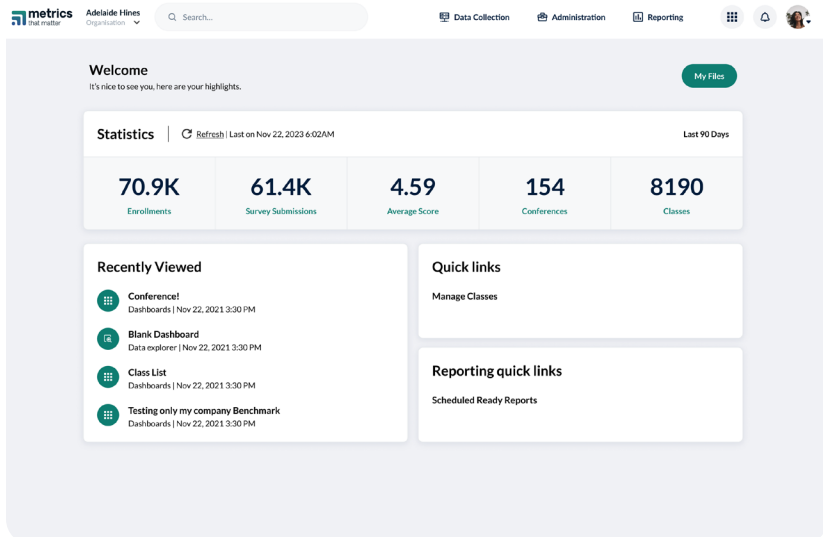 metrics
that matter
Adelaide Hines
Organisation
Search...
Data Collection
Administration
Reporting
Welcome
It's nice to see you, here are your highlights.
My Files
Statistics
Refresh | Last on Nov 22, 2023 6:02AM
Last 90 Days
70.9K
Enrollments
61.4K
Survey Submissions
4.59
Average Score
154
Conferences
8190
Classes
Recently Viewed
Conference!
Dashboards | Nov 22, 2021 3:30 PM
Blank Dashboard
Data explorer | Nov 22, 2021 3:30 PM
Class List
Dashboards | Nov 22, 2021 3:30 PM
Testing only my company Benchmark
Dashboards | Nov 22, 2021 3:30 PM
Quick links
Manage Classes
Reporting quick links
Scheduled Ready Reports